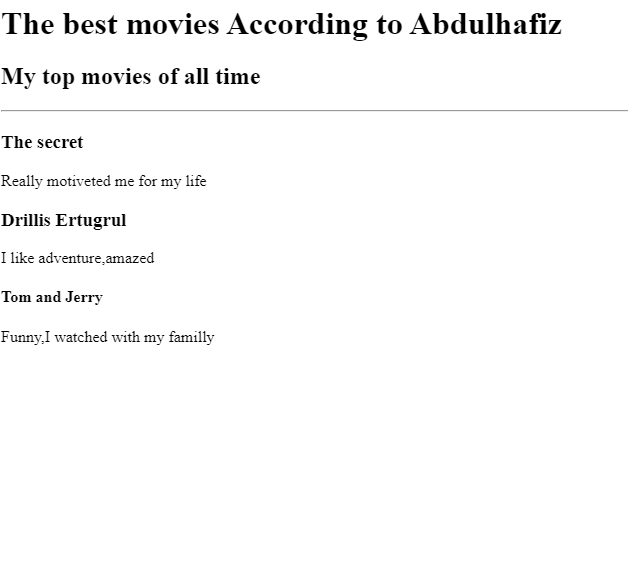 The best movies According to Abdulhafiz
My top movies of all time
The secret
Really motiveted me for my life
Drillis Ertugrul
I like adventure,amazed
Tom and Jerry
Funny,I watched with my familly